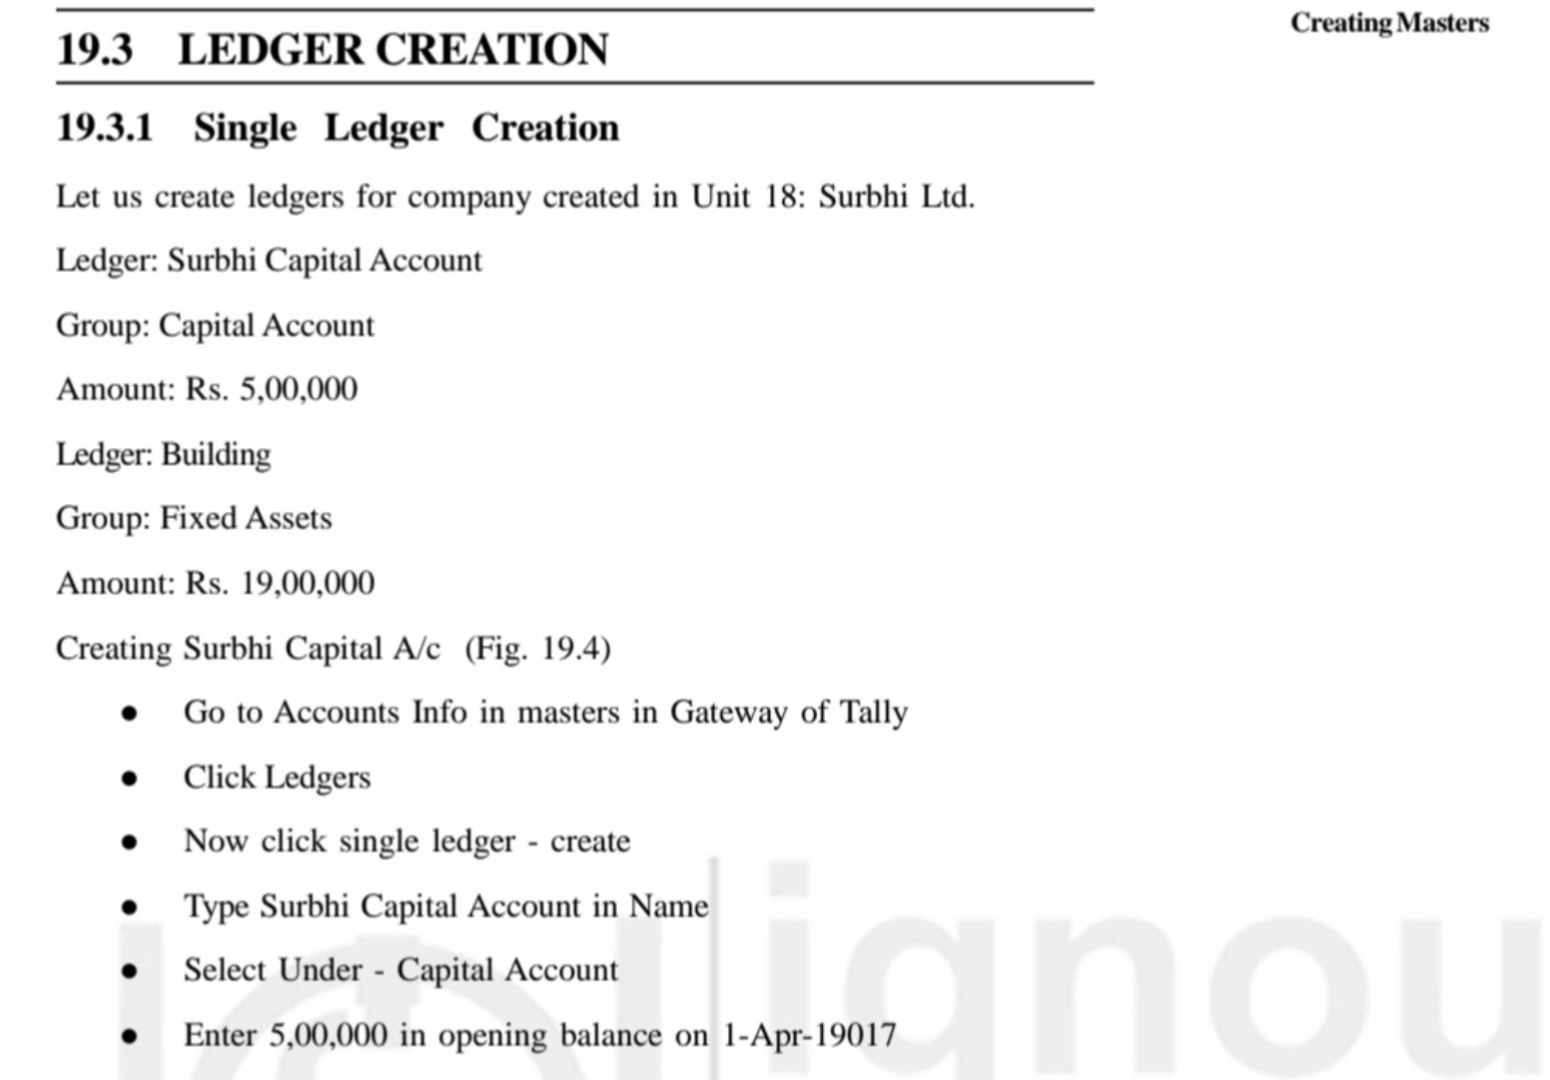 Creating Masters
19.3 LEDGER CREATION
19.3.1 Single Ledger Creation
Let us create ledgers for company created in Unit 18: Surbhi Ltd.
Ledger: Surbhi Capital Account
Group: Capital Account
Amount: Rs. 5,00,000
Ledger: Building
Group: Fixed Assets
Amount: Rs. 19,00,000
Creating Surbhi Capital A/c (Fig. 19.4)
● Go to Accounts Info in masters in Gateway of Tally
● Click Ledgers
● Now click single ledger - create
● Type Surbhi Capital Account in Name
● Select Under - Capital Account
● Enter 5,00,000 in opening balance on 1-Apr-19017
ignou